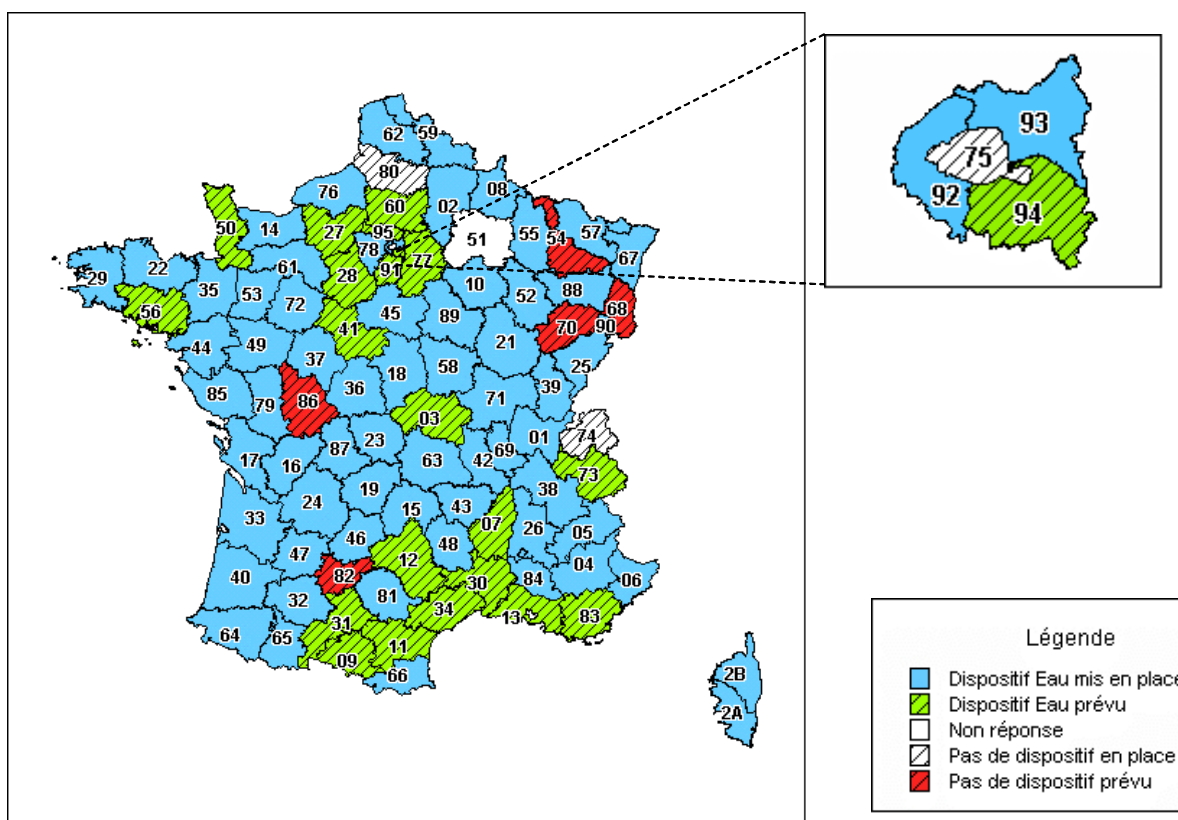 62 59
80
76 08
02
60
50 14 27 95 51 55 54 57
78 67
22 61 28 91 77
29 35 53 10 52 88 68
56 72 45 89 70 90
41
44 49 21
37 25
18 58
85 36 39
79 86 71
03
23 01 74
17 16 87 69
63 42 73
24 19 38
15 43
33 07 26 05
46 48
47 12 04
40 82 30 84 06
32 81
34 13 83
31
64 65 11
09
66
2B
2A
93
75
92
94
Légende
Dispositif Eau mis en place
Dispositif Eau prévu
Non réponse
Pas de dispositif en place
Pas de dispositif prévu